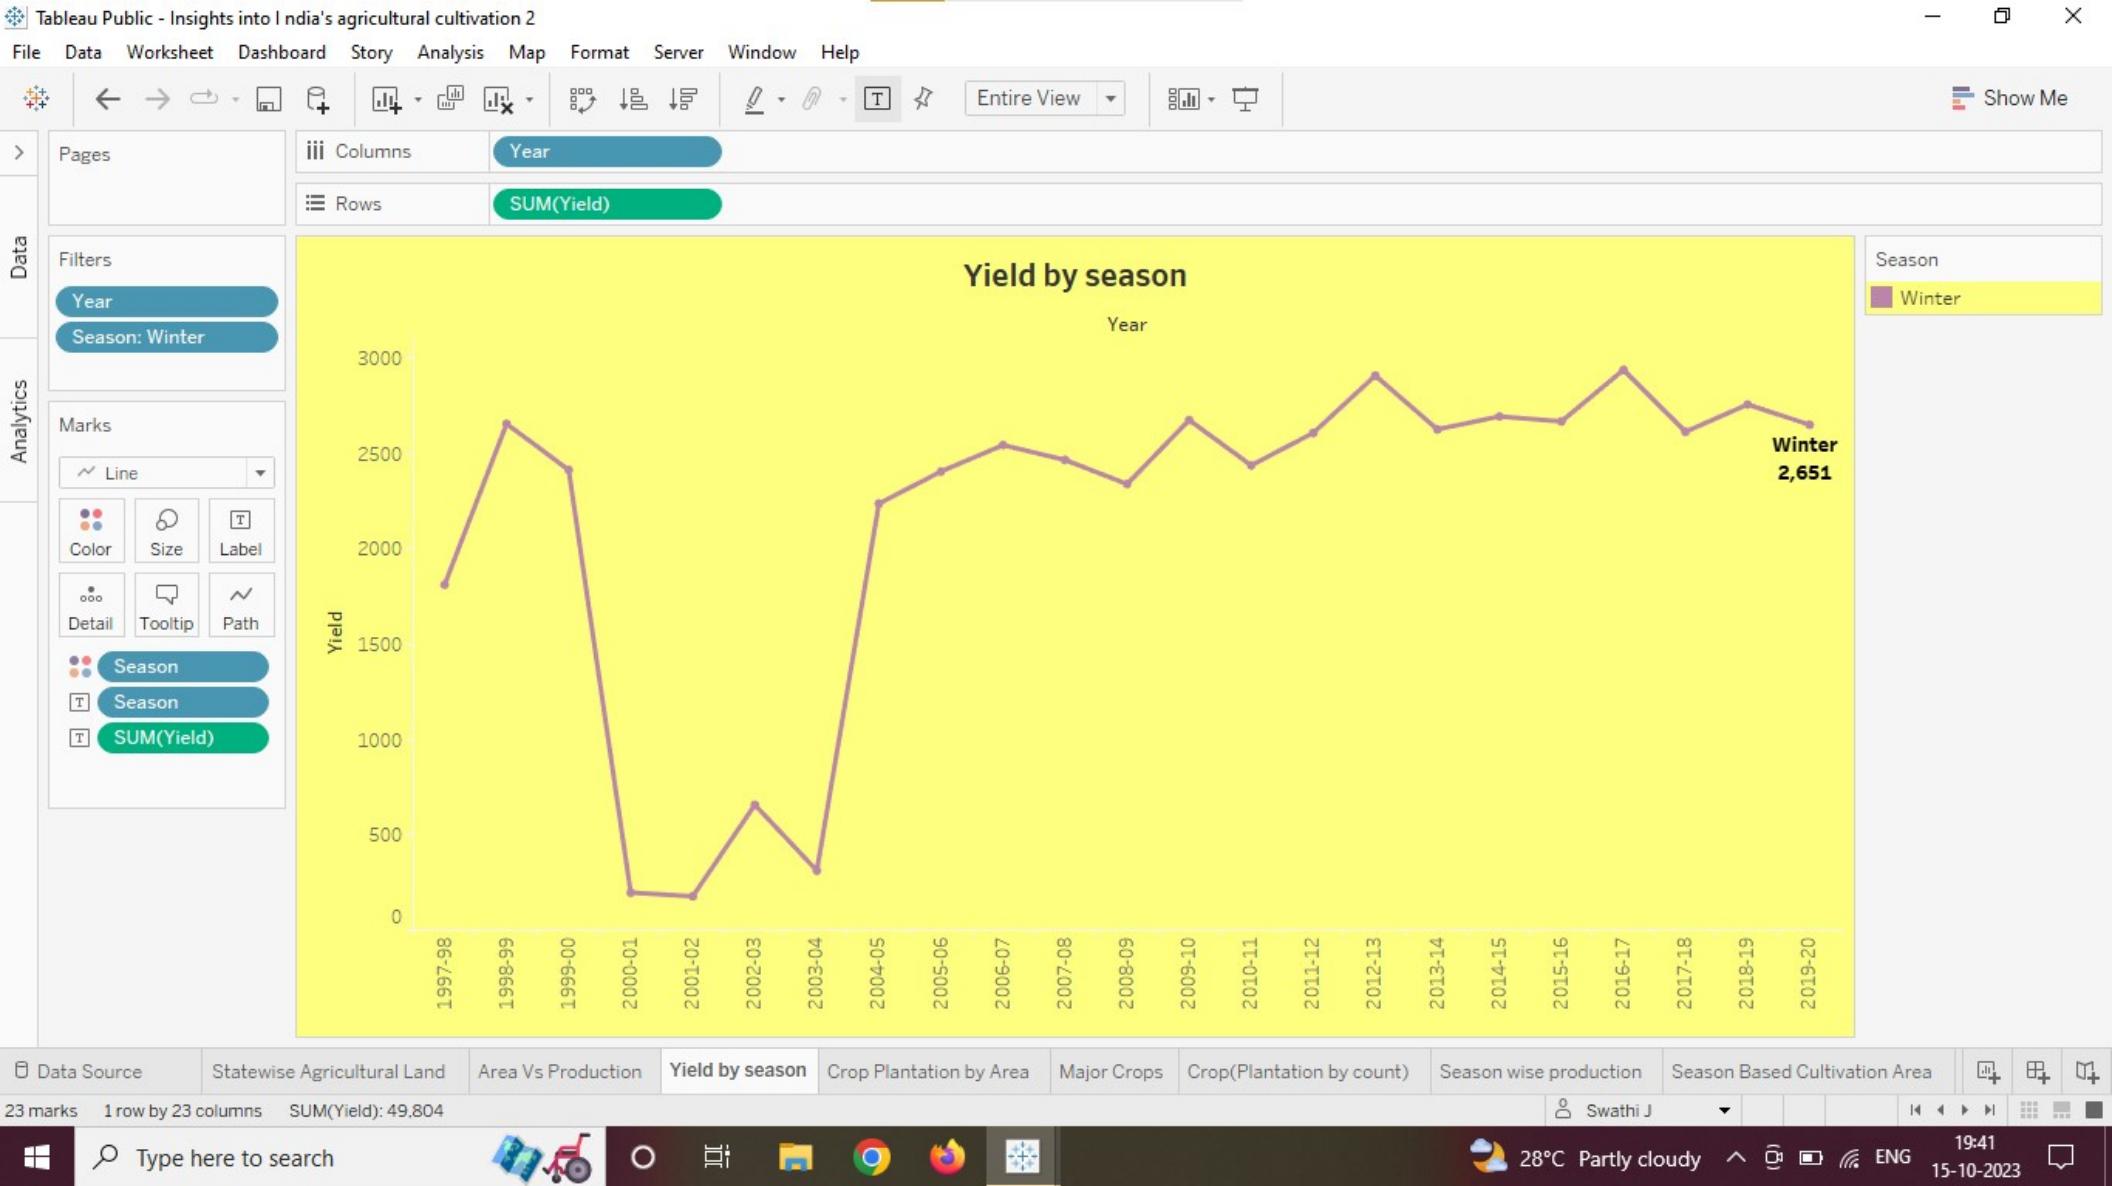 Tableau Public - Insights into I ndia's agricultural cultivation 2
File Data Worksheet Dashboard Story Analysis Map Format Server Window Help
T Entire View Show Me
Pages
Columns Year
Rows SUM(Yield)
Data
Analytics
Filters
Year
Season: Winter
Marks
Line
Color Size T Label
Detail Tooltip Path
Season
T Season
T SUM(Yield)
Yield by season
Year
Yield
3000
2500
2000
1500
1000
500
0
Winter
2,651
1997-98 1998-99 1999-00 2000-01 2001-02 2002-03 2003-04 2004-05 2005-06 2006-07 2007-08 2008-09 2009-10 2010-11 2011-12 2012-13 2013-14 2014-15 2015-16 2016-17 2017-18 2018-19 2019-20
Season
Winter
Data Source Statewise Agricultural Land Area Vs Production Yield by season Crop Plantation by Area Major Crops Crop(Plantation by count) Season wise production Season Based Cultivation Area
23 marks 1 row by 23 columns SUM(Yield): 49,804 Swathi J
Type here to search 28°C Partly cloudy ENG 19:41
15-10-2023